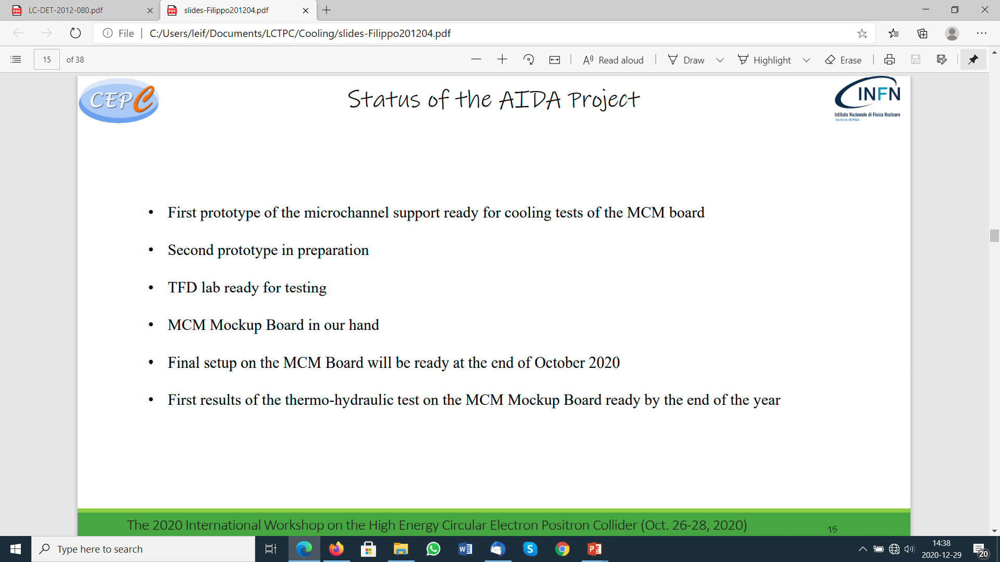 LC-DET-2012-080.pdf
slides-Filippo201204.pdf
File
C:/Users/leif/Documents/LCTPC/Cooling/slides-Filippo201204.pdf
15 of 38
Read aloud
Draw
Highlight
Erase
CEPC
Status of the AIDA Project
INFN
Istituto Nazionale di Fisica Nucleare
Sezione di PISA
• First prototype of the microchannel support ready for cooling tests of the MCM board
• Second prototype in preparation
• TFD lab ready for testing
• MCM Mockup Board in our hand
• Final setup on the MCM Board will be ready at the end of October 2020
• First results of the thermo-hydraulic test on the MCM Mockup Board ready by the end of the year
The 2020 International Workshop on the High Energy Circular Electron Positron Collider (Oct. 26-28, 2020)
15
Type here to search
14:38
2020-12-29
20